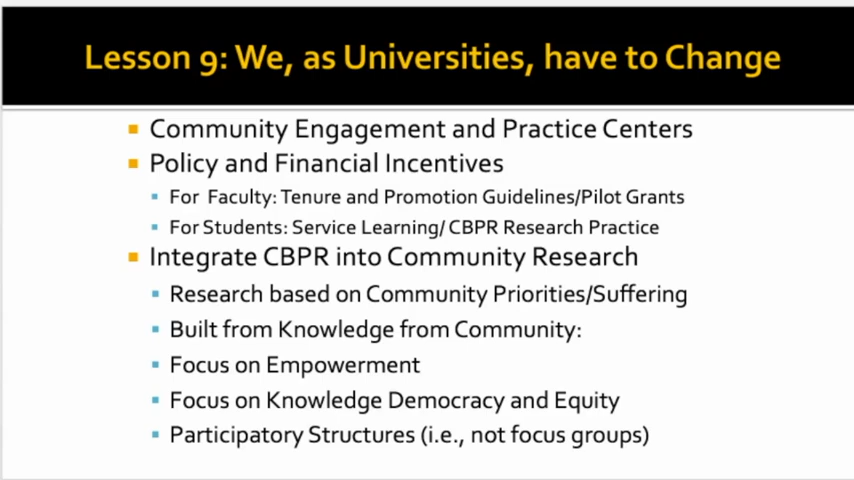 Lesson 9: We, as Universities, have to Change
Community Engagement and Practice Centers
Policy and Financial Incentives
For Faculty: Tenure and Promotion Guidelines/Pilot Grants
For Students: Service Learning/ CBPR Research Practice
Integrate CBPR into Community Research
Research based on Community Priorities/Suffering
Built from Knowledge from Community:
Focus on Empowerment
Focus on Knowledge Democracy and Equity
Participatory Structures (i.e., not focus groups)